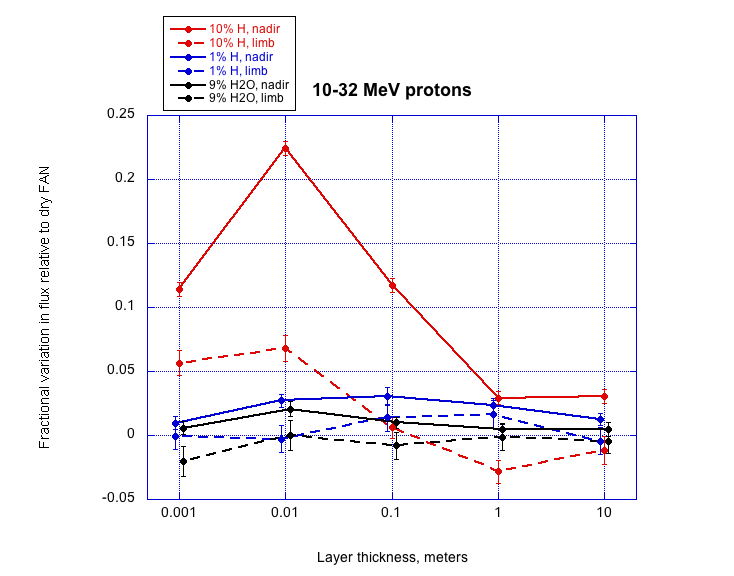 10% H, nadir
10% H, limb
1% H, nadir
1% H, limb
9% H2O, nadir
9% H2O, limb
10-32 MeV protons
Fractional variation in flux relative to dry FAN
0.25
0.2
0.15
0.1
0.05
0
-0.05
0.001 0.01 0.1 1 10
Layer thickness, meters